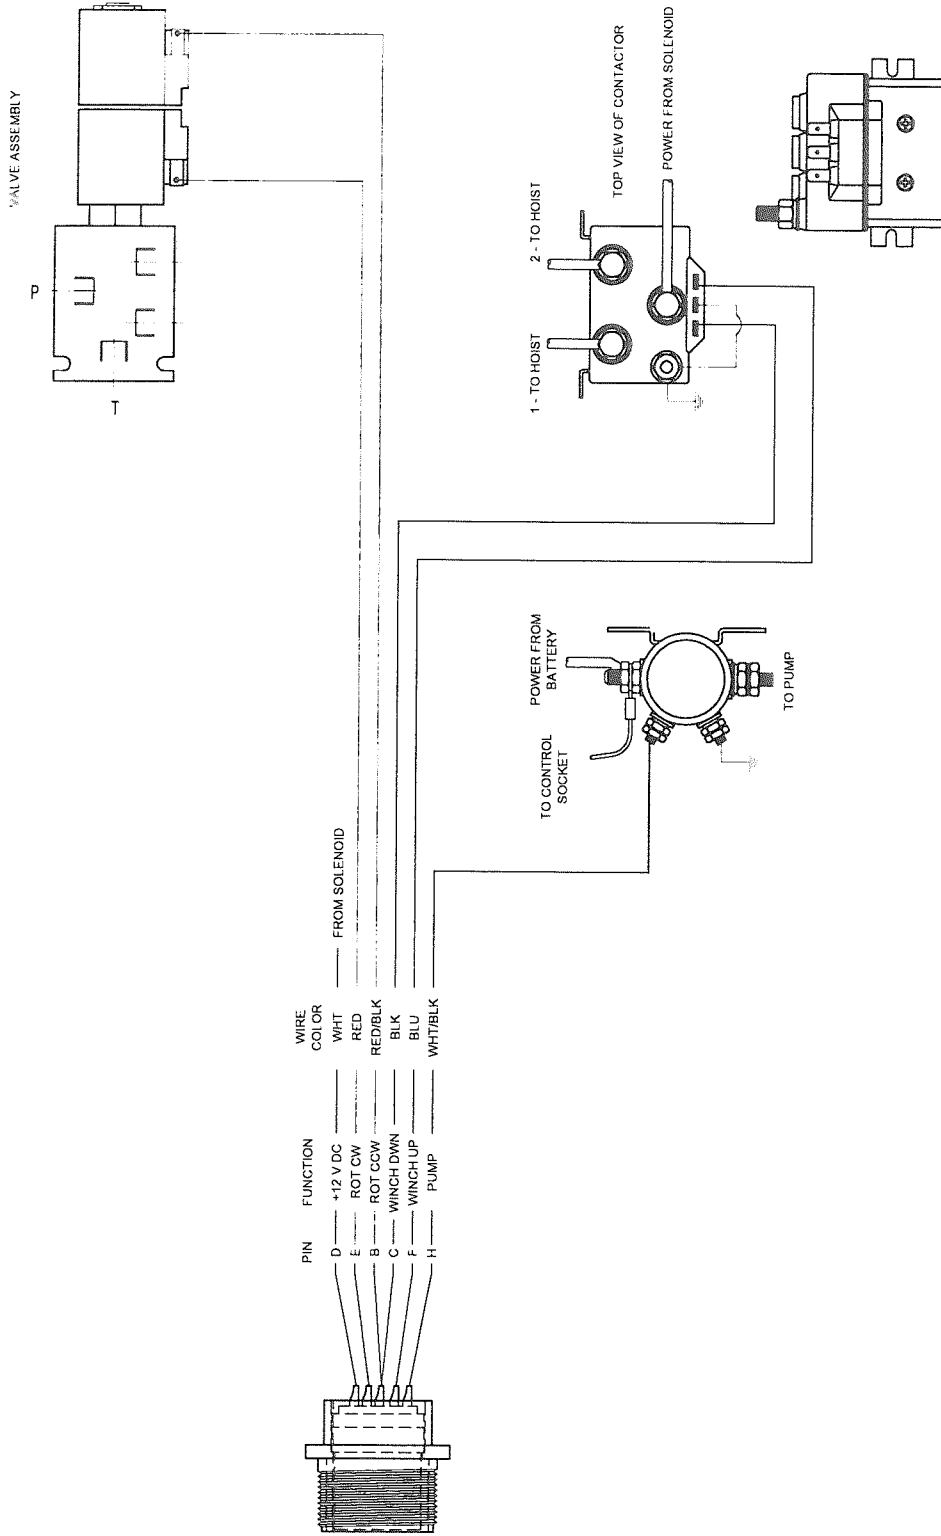 VALVE ASSEMBLY
P
T
TOP VIEW OF CONTACTOR
POWER FROM SOLENOID
2 - TO HOIST
1 - TO HOIST
POWER FROM
BATTERY
TO CONTROL
SOCKET
TO PUMP
PIN FUNCTION WIRE
COLOR
D +12 V DC WHT FROM SOLENOID
E ROT CW RED
B ROT CCW RED/BLK
C WINCH DWN BLK
F WINCH UP BLU
H PUMP WHT/BLK